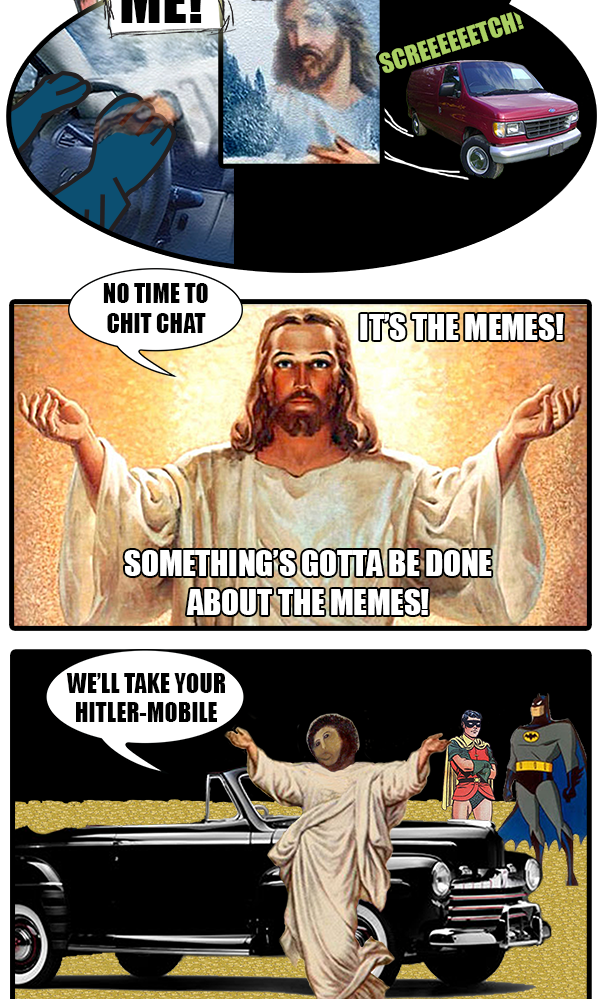 ME!
SCREEEEEETCH!
NO TIME TO
CHIT CHAT
IT'S THE MEMES!
SOMETHING'S GOTTA BE DONE
ABOUT THE MEMES!
WE'LL TAKE YOUR
HITLER-MOBILE